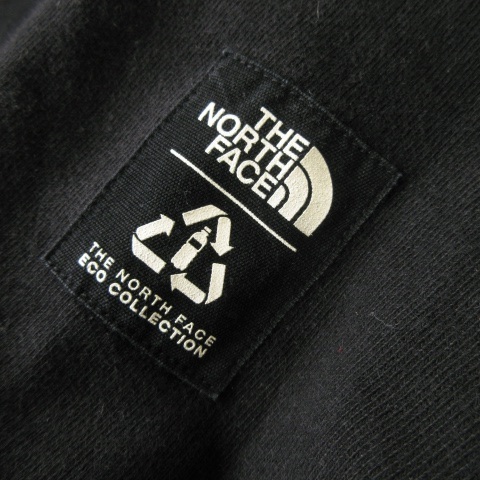 THE
NORTH
FACE
THE NORTH FACE
ECO COLLECTION